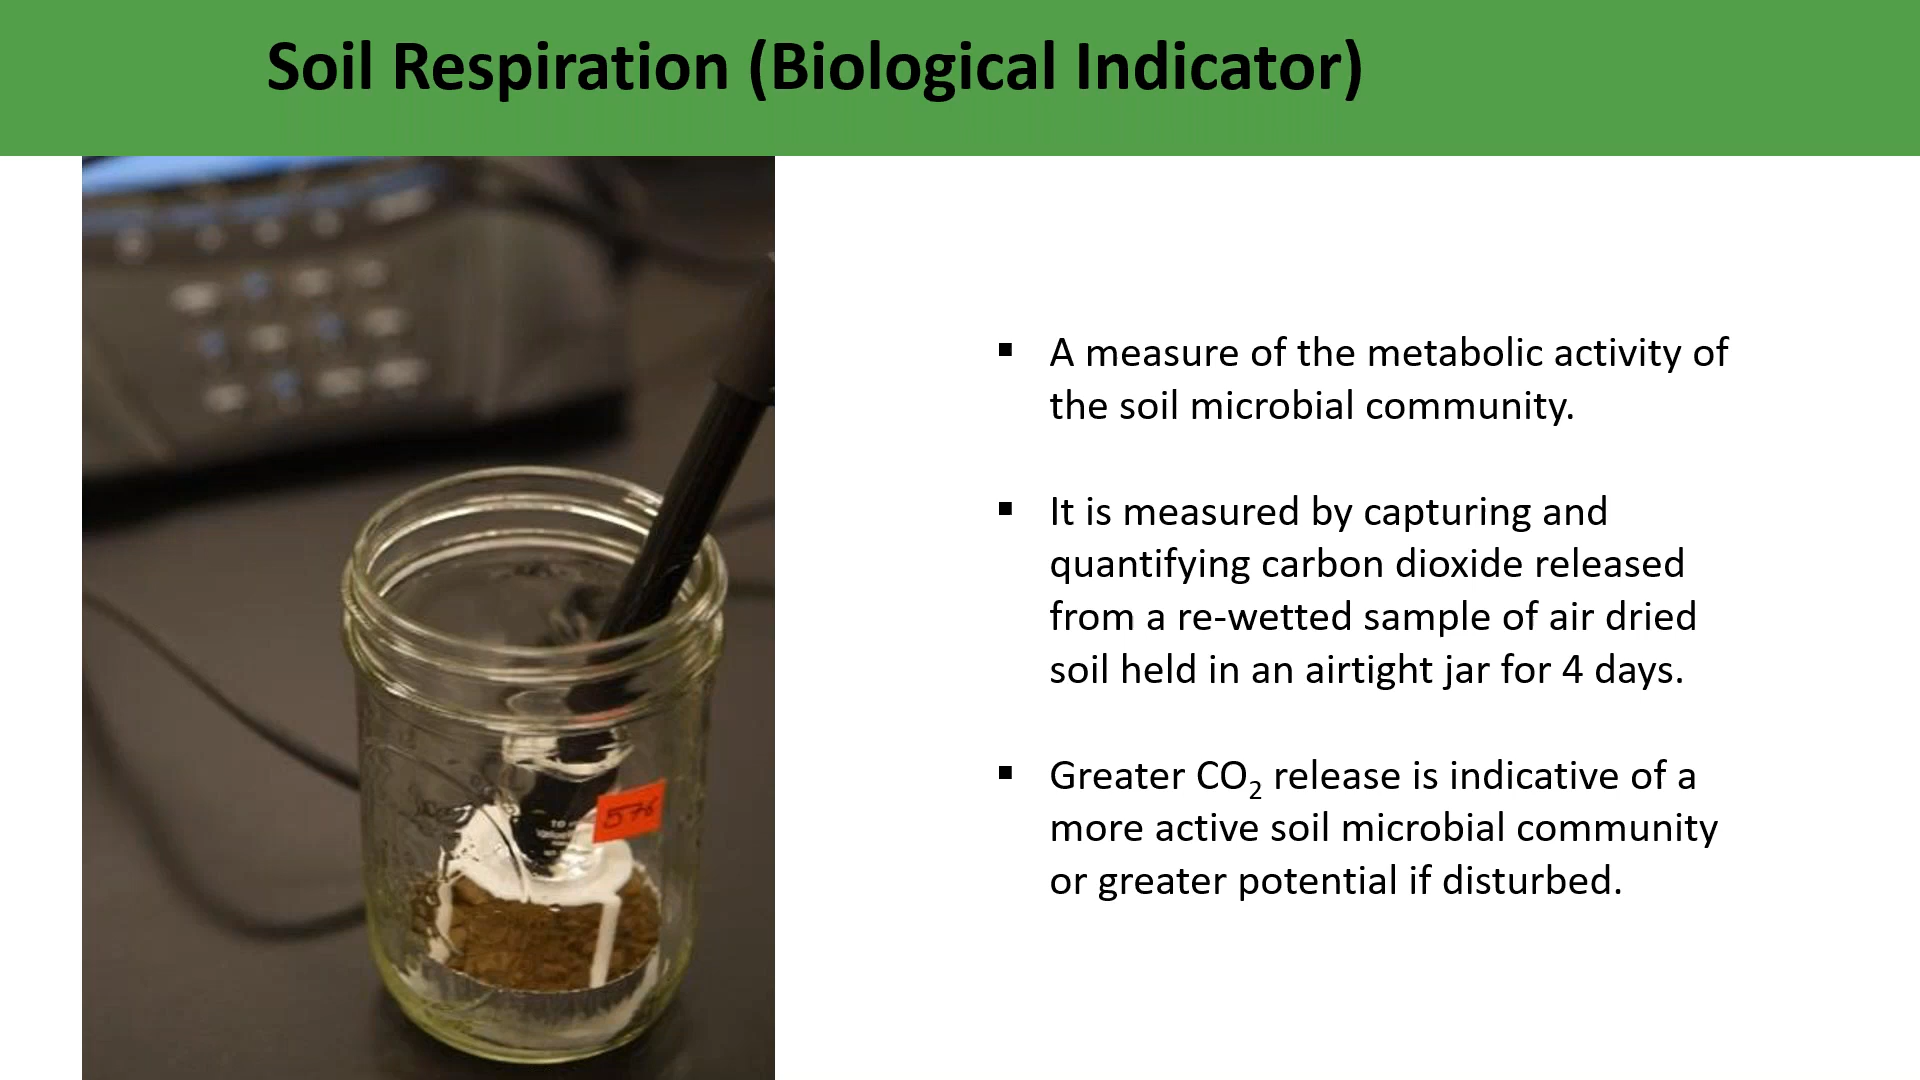 Soil Respiration (Biological Indicator)
▪ A measure of the metabolic activity of
the soil microbial community.
▪ It is measured by capturing and
quantifying carbon dioxide released
from a re-wetted sample of air dried
soil held in an airtight jar for 4 days.
▪ Greater CO₂ release is indicative of a
more active soil microbial community
or greater potential if disturbed.
576